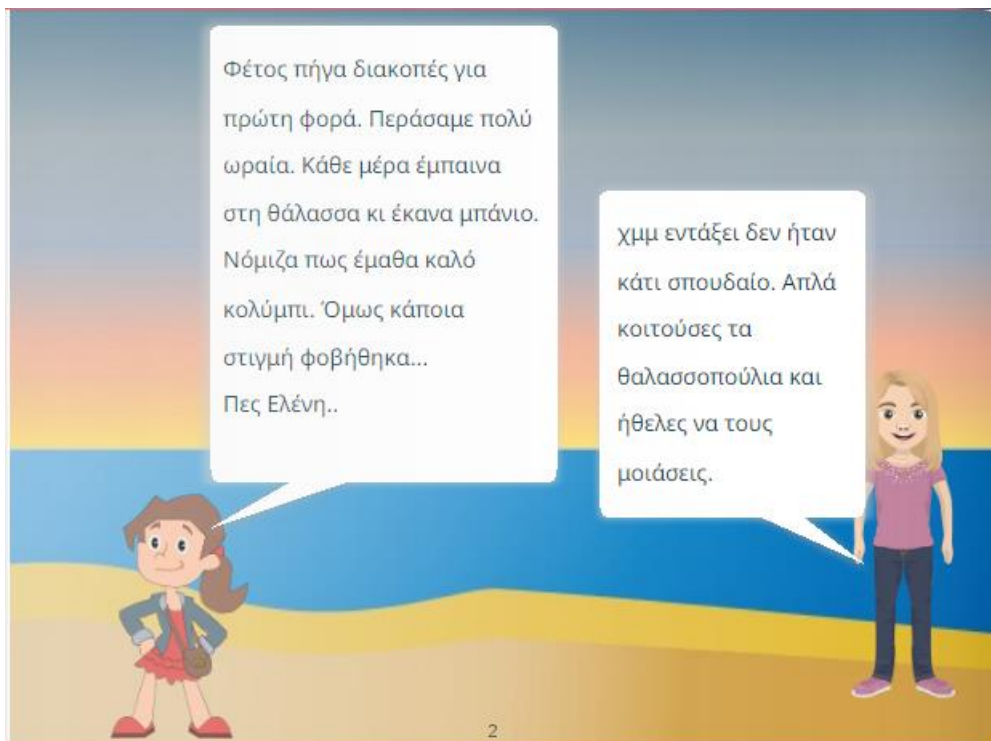 Φέτος πήγα διακοπές για
πρώτη φορά. Περάσαμε πολύ
ωραία. Κάθε μέρα έμπαινα
στη θάλασσα κι έκανα μπάνιο.
Νόμιζα πως έμαθα καλό
κολύμπι. Όμως κάποια
στιγμή φοβήθηκα...
Πες Ελένη..
χμμ εντάξει δεν ήταν
κάτι σπουδαίο. Απλά
κοιτούσες τα
θαλασσοπούλια και
ήθελες να τους
μοιάσεις.
2